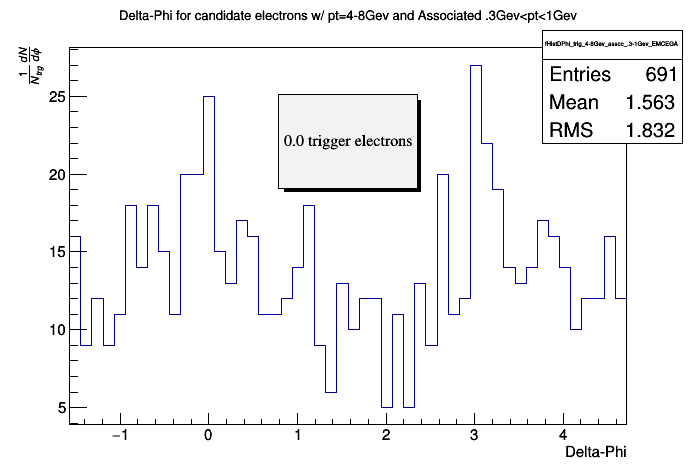 Delta-Phi for candidate electrons w/ pt=4-8Gev and Associated .3Gev<pt<1Gev
fHistDPhi_trig_4-8Gev_assoc_.3-1Gev_EMCEGA
Entries 691
Mean 1.563
RMS 1.832
1 dN
N_trg dϕ
0.0 trigger electrons
25
20
15
10
5
−1 0 1 2 3 4
Delta-Phi